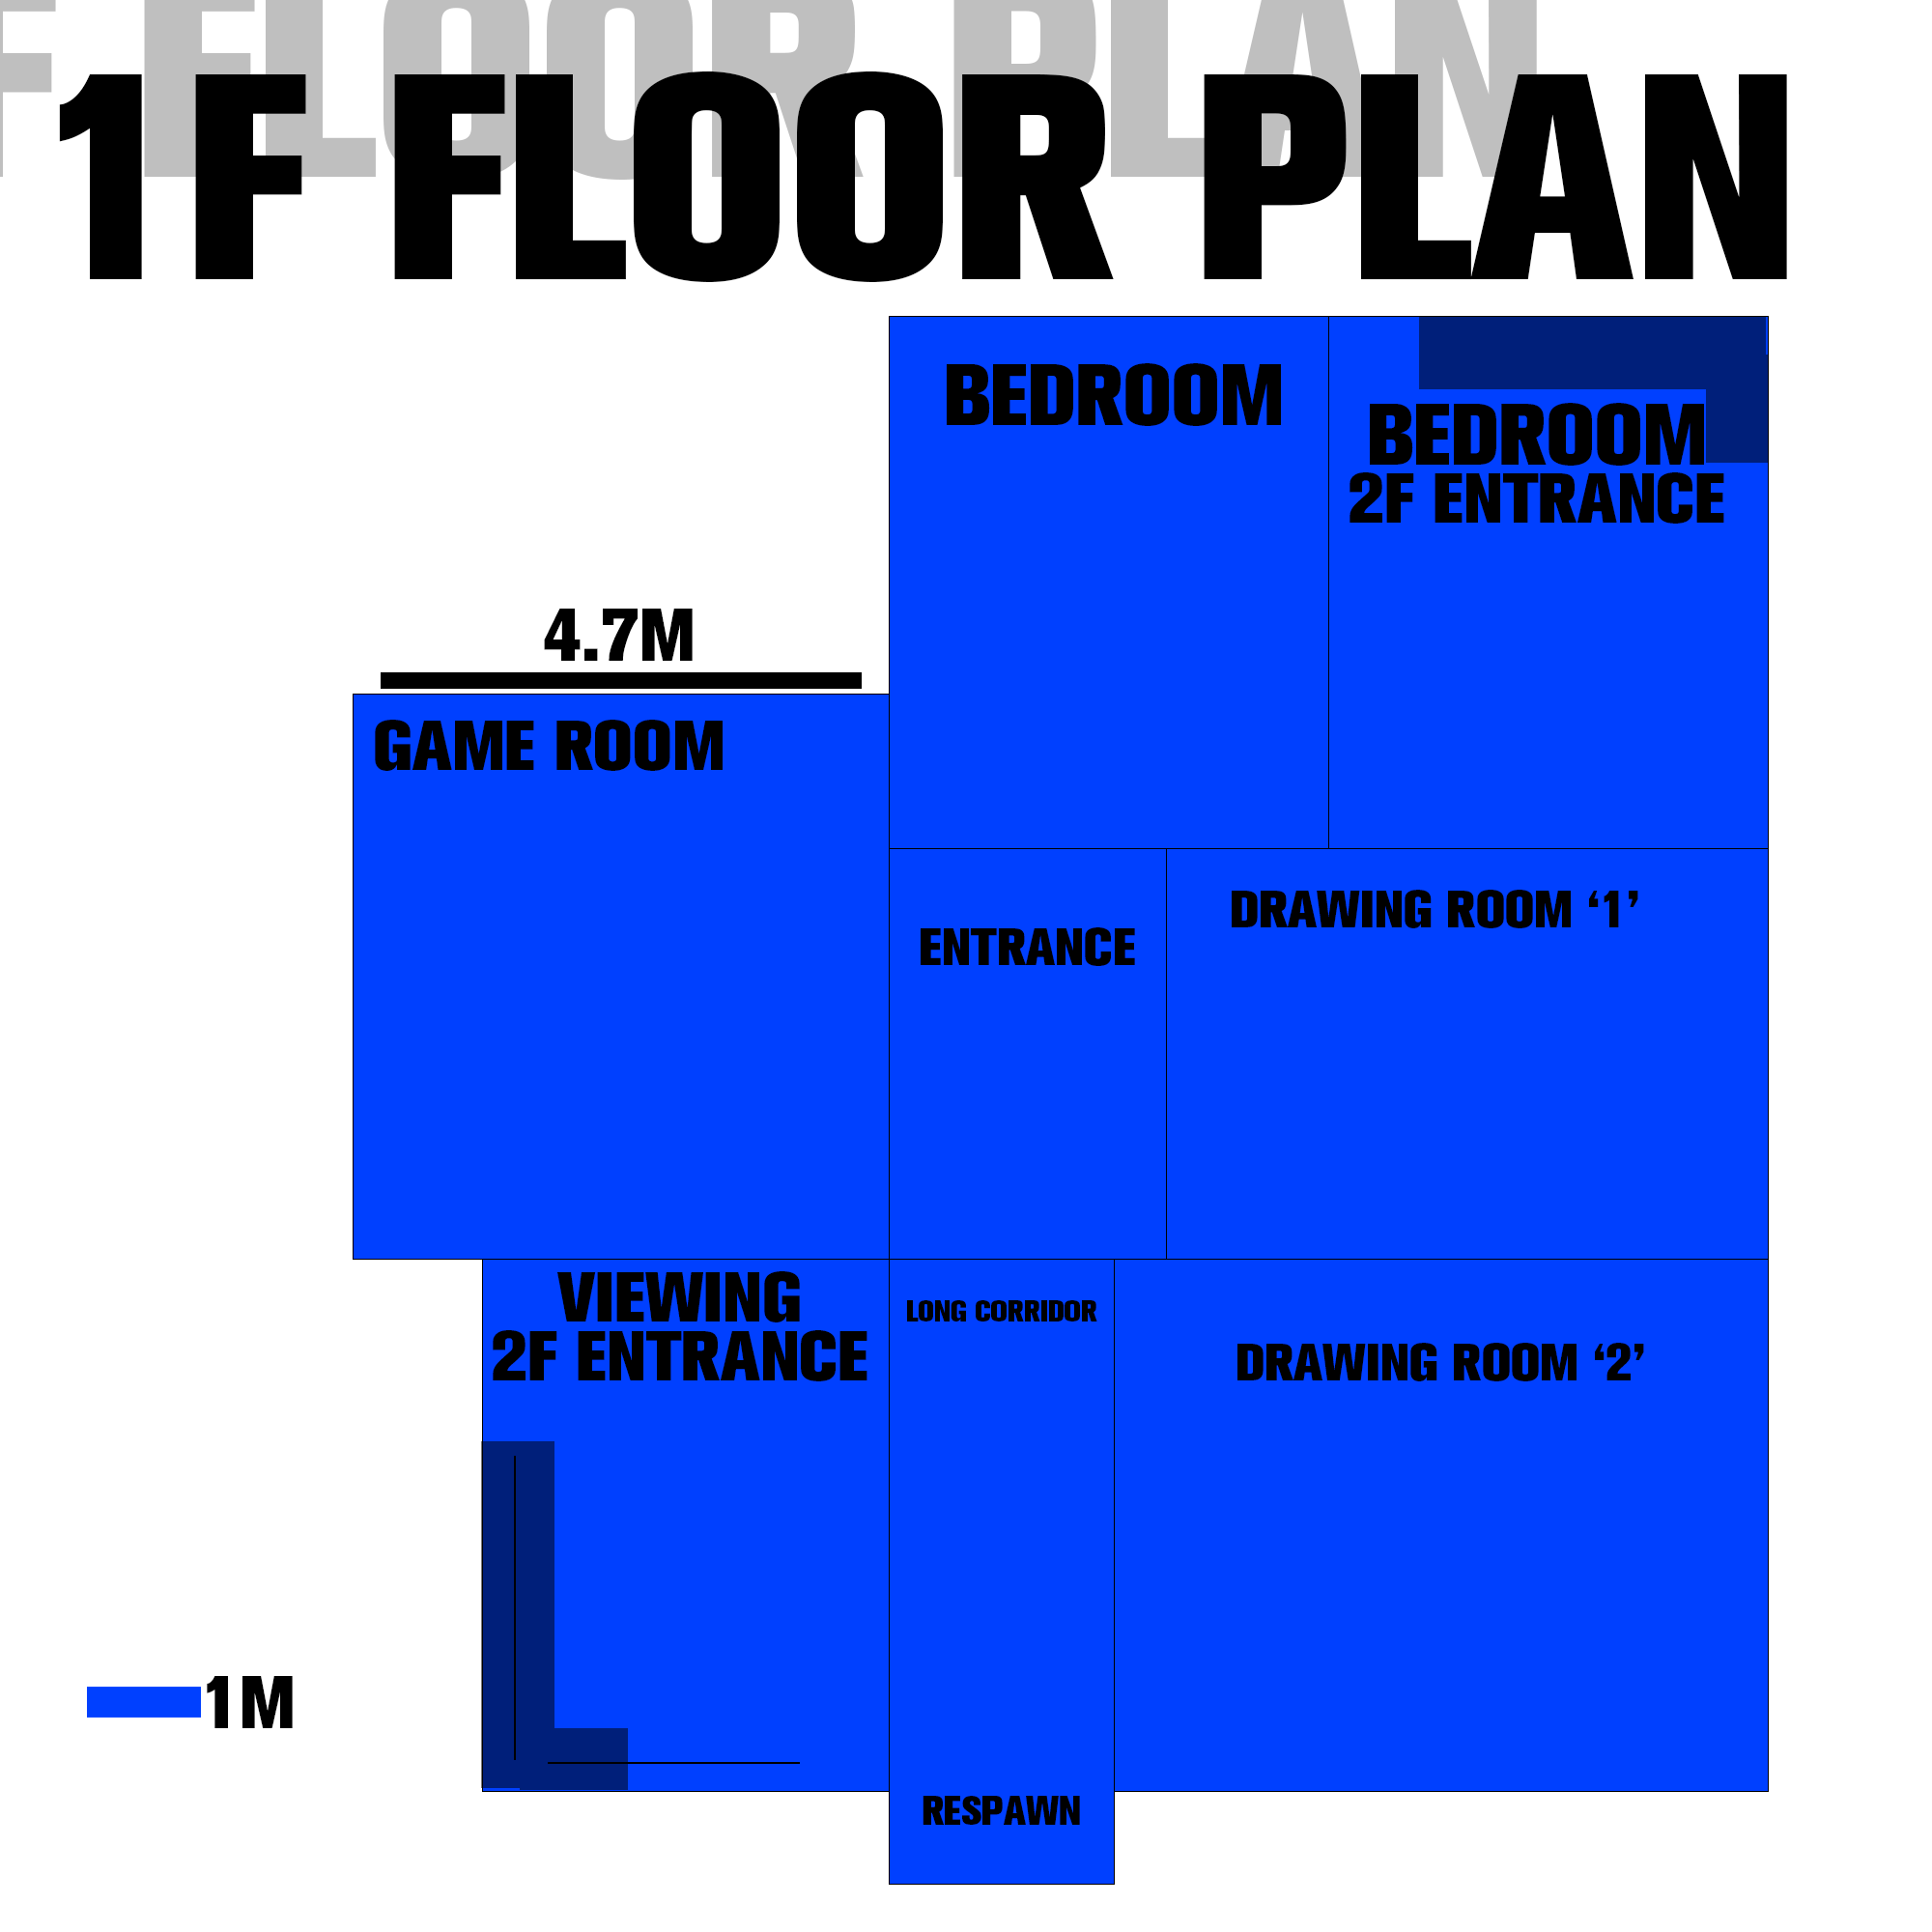 F FLOOR PLAN
1F FLOOR PLAN
BEDROOM
BEDROOM
2F ENTRANCE
4.7M
GAME ROOM
DRAWING ROOM ‘1’
ENTRANCE
VIEWING
2F ENTRANCE
LONG CORRIDOR
DRAWING ROOM ‘2’
1M
RESPAWN